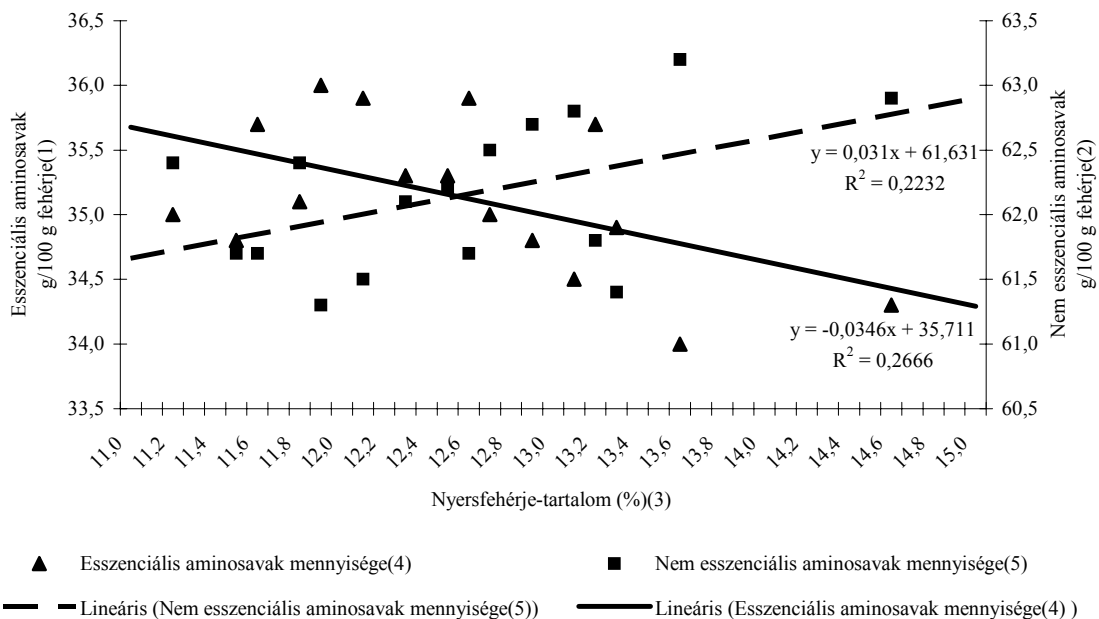 36,5
36,0
35,5
35,0
34,5
34,0
33,5
Esszenciális aminosavak
g/100 g fehérje(1)
63,5
63,0
62,5
62,0
61,5
61,0
60,5
Nem esszenciális aminosavak
g/100 g fehérje(2)
y = 0,031x + 61,631
R² = 0,2232
y = -0,0346x + 35,711
R² = 0,2666
11,0 11,2 11,4 11,6 11,8 12,0 12,2 12,4 12,6 12,8 13,0 13,2 13,4 13,6 13,8 14,0 14,2 14,4 14,6 14,8 15,0
Nyersfehérje-tartalom (%)(3)
Esszenciális aminosavak mennyisége(4)
Nem esszenciális aminosavak mennyisége(5)
Lineáris (Nem esszenciális aminosavak mennyisége(5))
Lineáris (Esszenciális aminosavak mennyisége(4) )